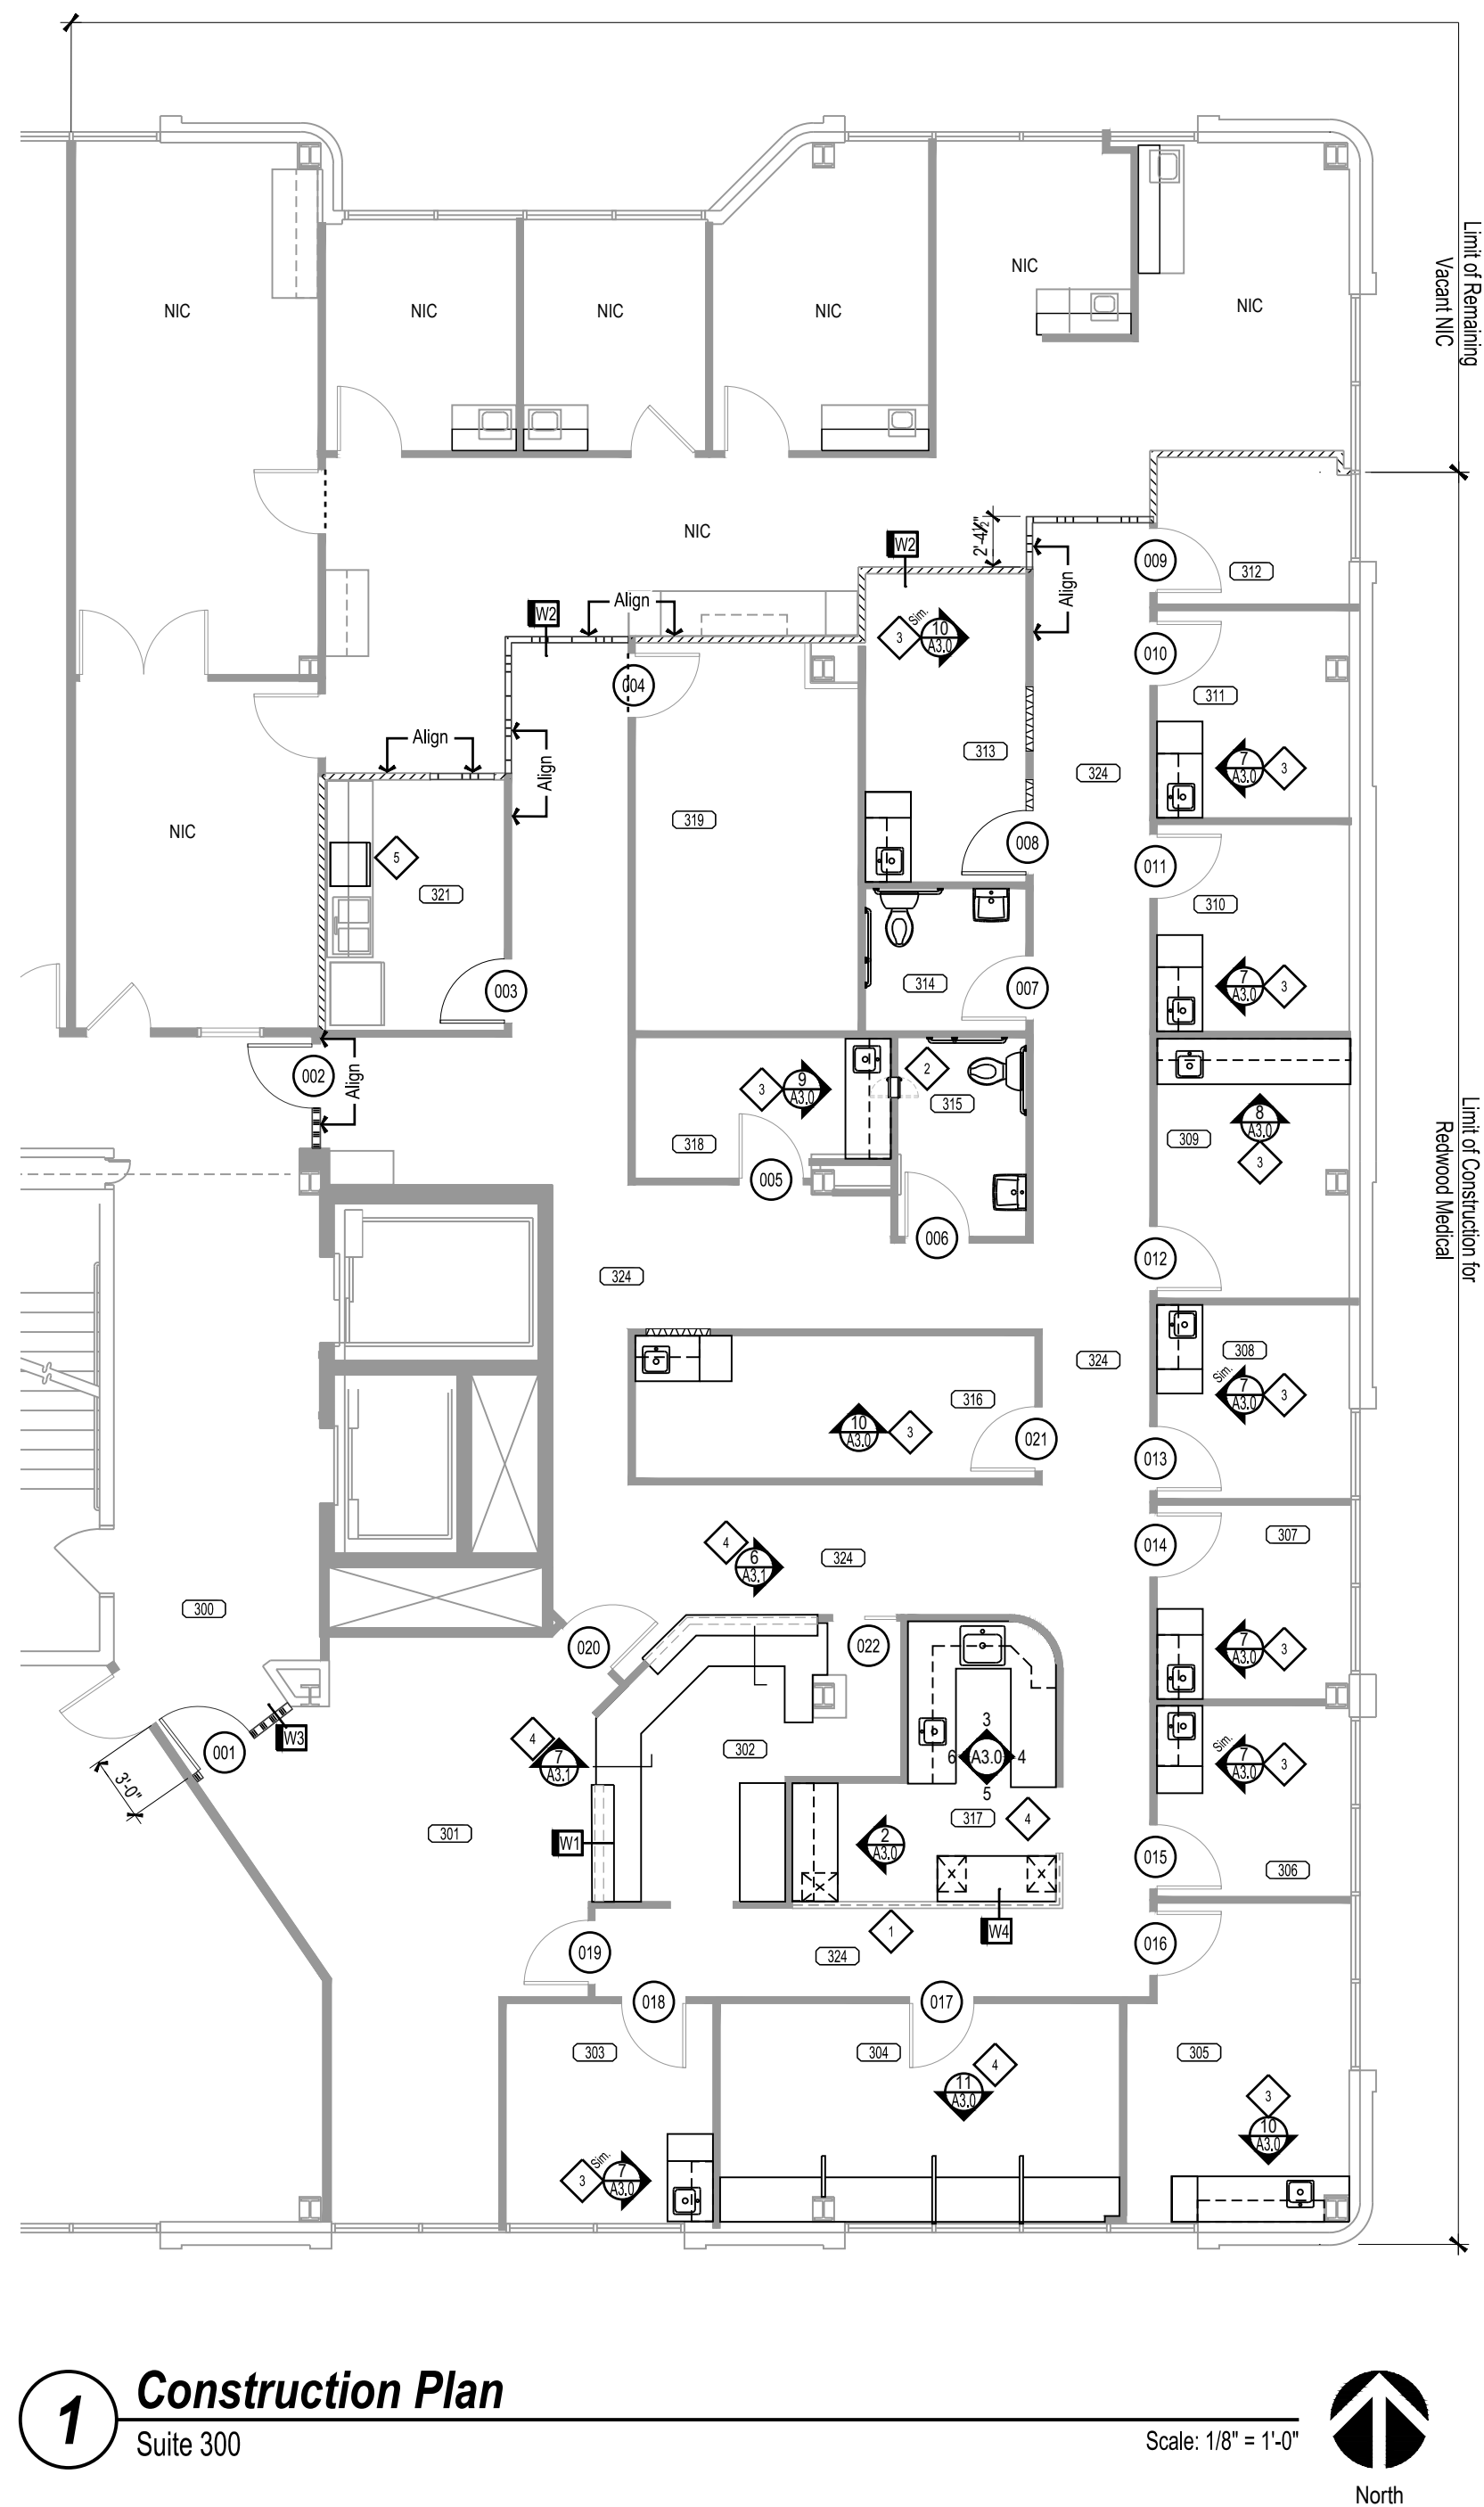 Limit of Remaining
Vacant NIC
NIC
NIC
NIC
NIC
NIC
NIC
NIC
2'-4½"
W2
009
Align
312
Align
W2
3
Sim.
10
A3.0
010
004
311
Align
313
324
7
A3.0
3
Align
319
NIC
5
008
011
321
310
003
314
007
7
A3.0
3
002
Align
3
9
A3.0
2
315
318
309
8
A3.0
3
Limit of Construction for
Redwood Medical
005
006
012
324
324
308
Sim.
7
A3.0
3
316
10
A3.0
3
021
013
307
4
6
A3.1
324
014
300
020
022
7
A3.0
3
W3
001
3'-0"
4
7
A3.1
302
3
6
A3.0
4
5
Sim.
7
A3.0
3
301
W1
2
A3.0
317
4
015
306
1
W4
324
019
016
018
017
303
304
4
305
11
A3.0
3
10
A3.0
3
Sim.
7
A3.0
1
Construction Plan
Suite 300
Scale: 1/8" = 1'-0"
North